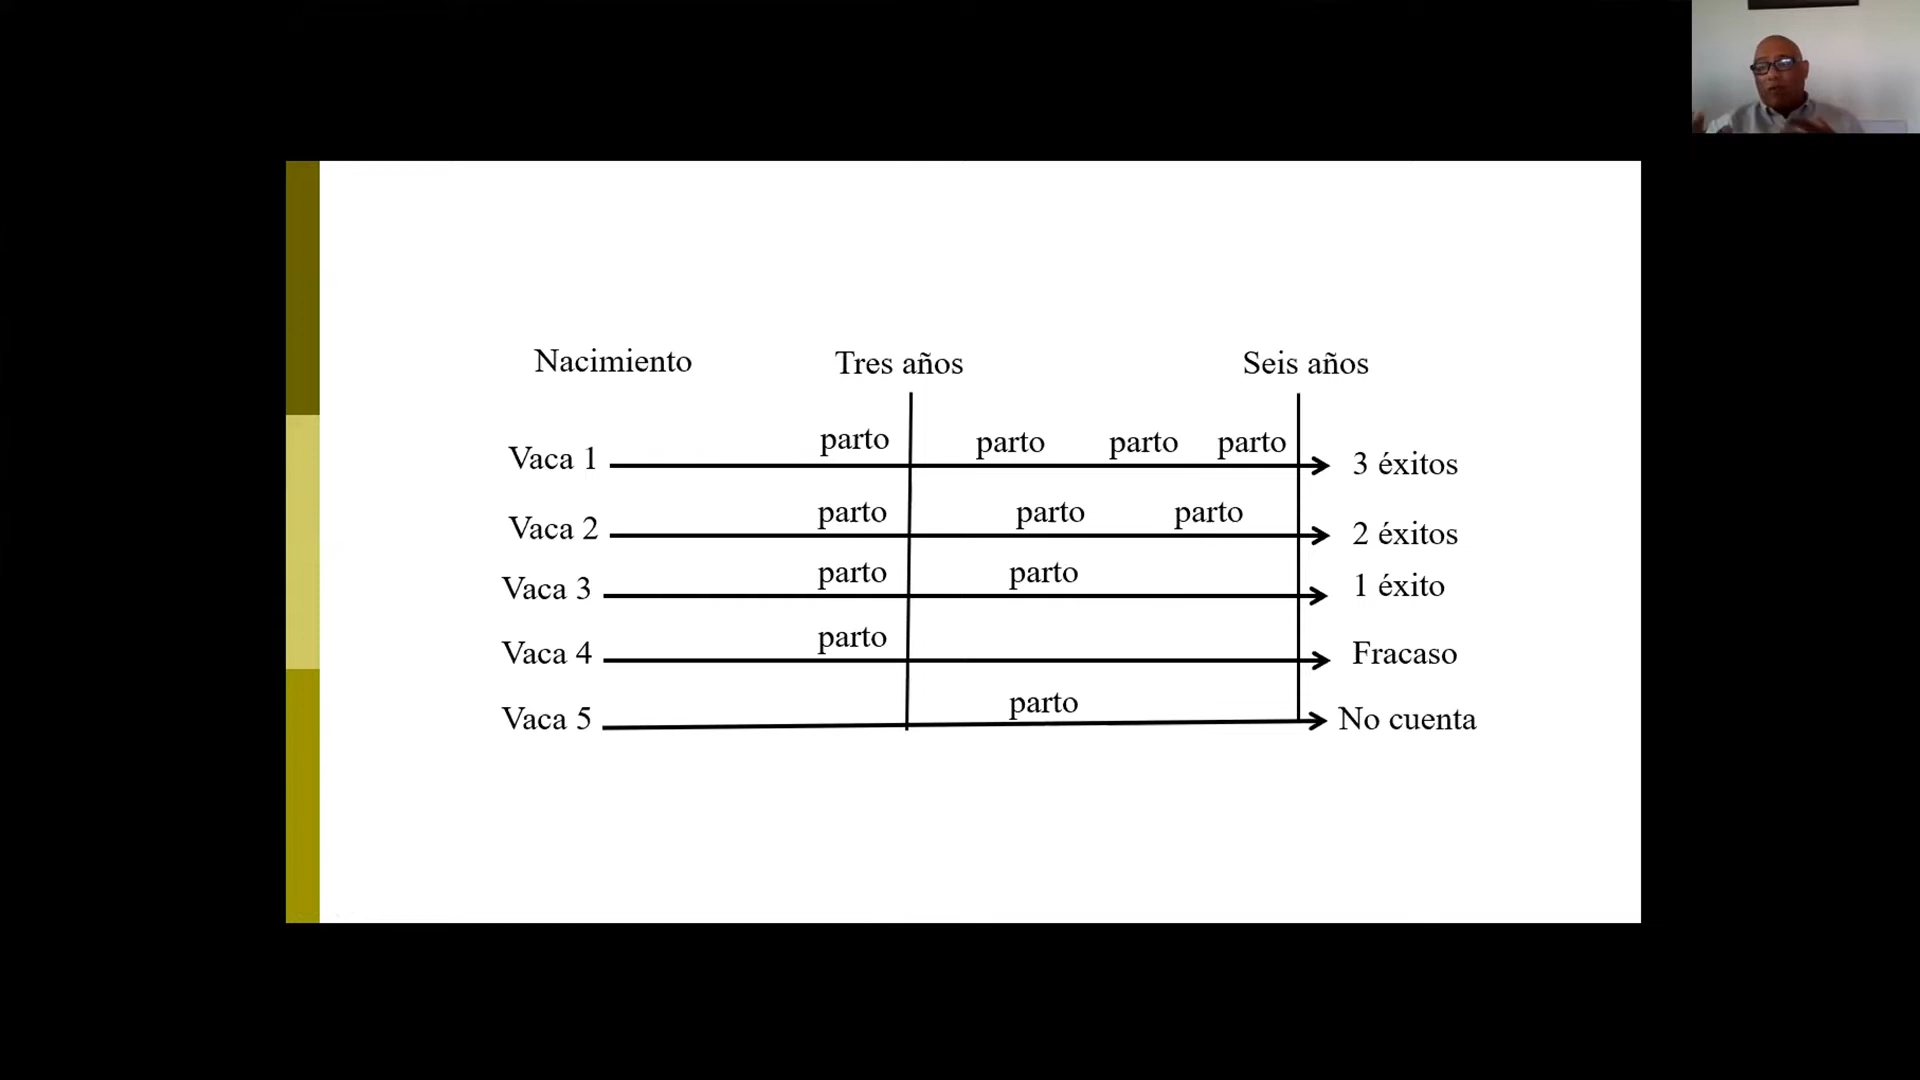 Nacimiento Tres años Seis años
parto parto parto parto
Vaca 1 3 éxitos
parto parto parto
Vaca 2 2 éxitos
parto parto
Vaca 3 1 éxito
parto
Vaca 4 Fracaso
parto
Vaca 5 No cuenta